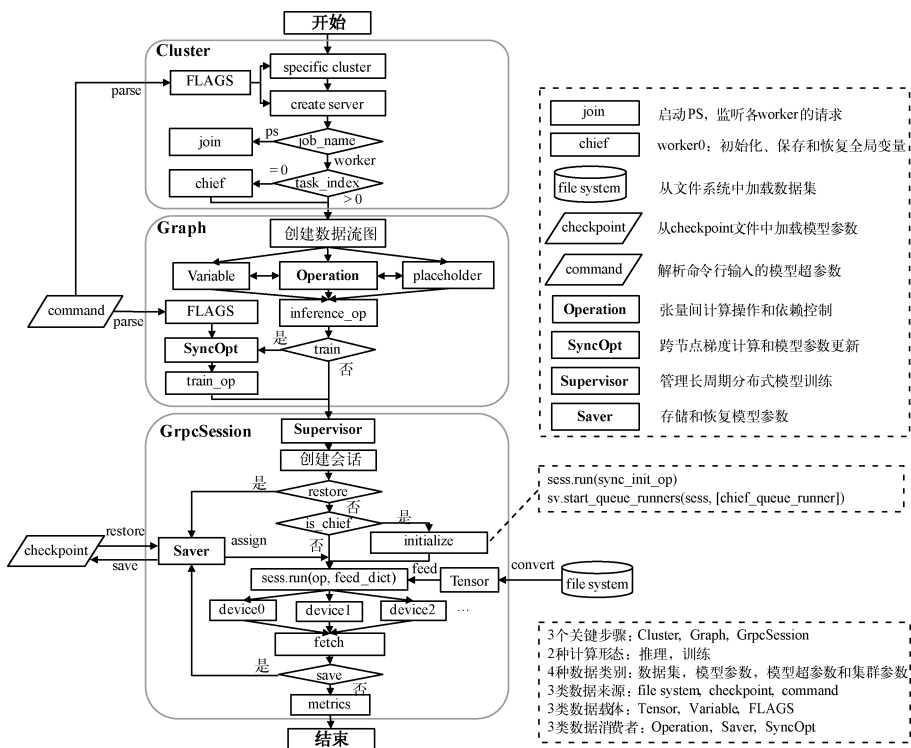 开始
Cluster
specific cluster
FLAGS
parse
create server
ps
join
job_name
worker
= 0
chief
task_index
> 0
Graph
创建数据流图
Variable
Operation
placeholder
command
parse
FLAGS
inference_op
是
SyncOpt
train
否
train_op
GrpcSession
Supervisor
创建会话
是
restore
否
is_chief
是
initialize
restore
checkpoint
save
Saver
assign
否
feed
convert
sess.run(op, feed_dict)
Tensor
file system
device0
device1
device2
...
fetch
是
save
否
metrics
结束
join
启动PS，监听各worker的请求
chief
worker0：初始化、保存和恢复全局变量
file system
从文件系统中加载数据集
checkpoint
从checkpoint文件中加载模型参数
command
解析命令行输入的模型超参数
Operation
张量间计算操作和依赖控制
SyncOpt
跨节点梯度计算和模型参数更新
Supervisor
管理长周期分布式模型训练
Saver
存储和恢复模型参数
sess.run(sync_init_op)
sv.start_queue_runners(sess, [chief_queue_runner])
3个关键步骤：Cluster，Graph，GrpcSession
2种计算形态：推理，训练
4种数据类别：数据集，模型参数，模型超参数和集群参数
3类数据来源：file system，checkpoint，command
3类数据载体：Tensor，Variable，FLAGS
3类数据消费者：Operation，Saver，SyncOpt